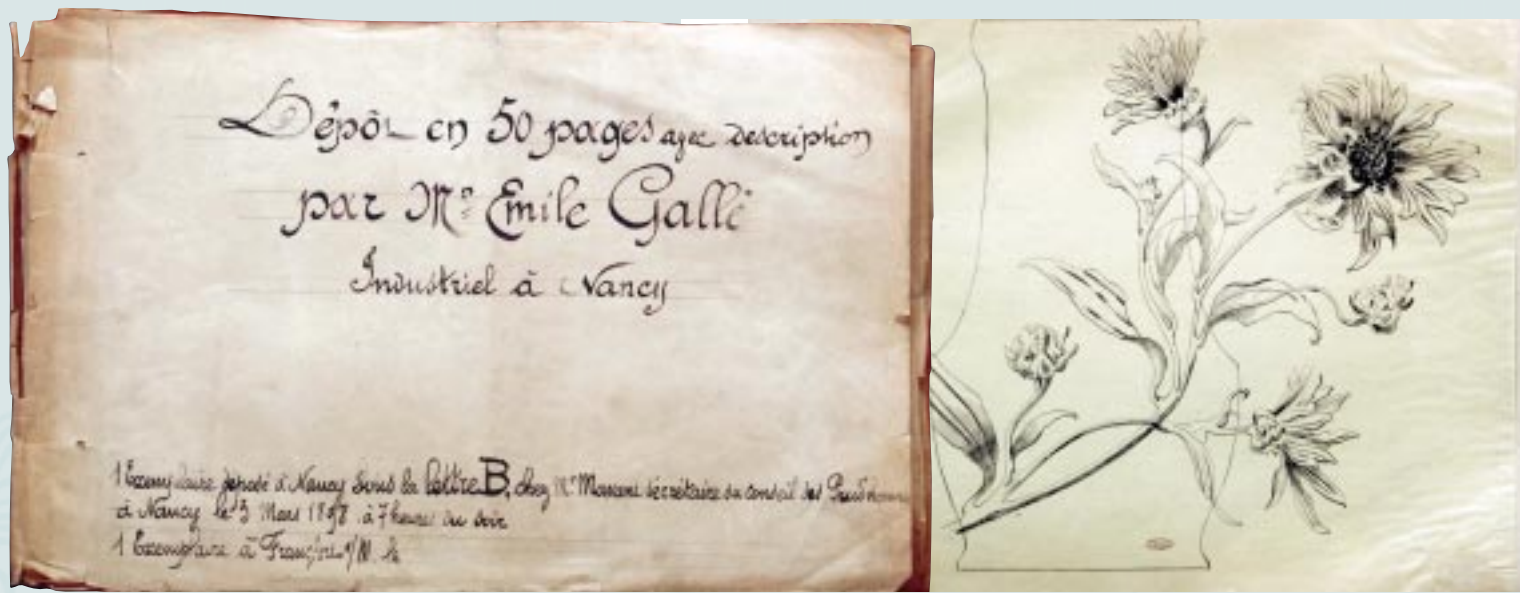 Dépôt en 50 pages avec description
par Mr Emile Gallé
Industriel à Nancy
1 Exemplaire déposé à Nancy sous la lettre B, chez Mr secrétaire du conseil des Prud'hommes
à Nancy le 3 Mars 1898 à 7 heures du soir
1 Exemplaire à Francfort s/M. le